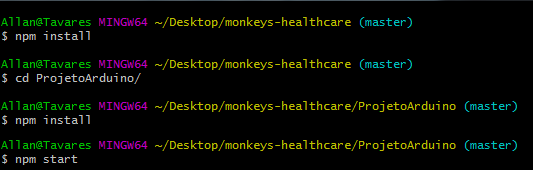 Allan@Tavares MINGW64 ~/Desktop/monkeys-healthcare (master)
$ npm install
Allan@Tavares MINGW64 ~/Desktop/monkeys-healthcare (master)
$ cd ProjetoArduino/
Allan@Tavares MINGW64 ~/Desktop/monkeys-healthcare/ProjetoArduino (master)
$ npm install
Allan@Tavares MINGW64 ~/Desktop/monkeys-healthcare/ProjetoArduino (master)
$ npm start